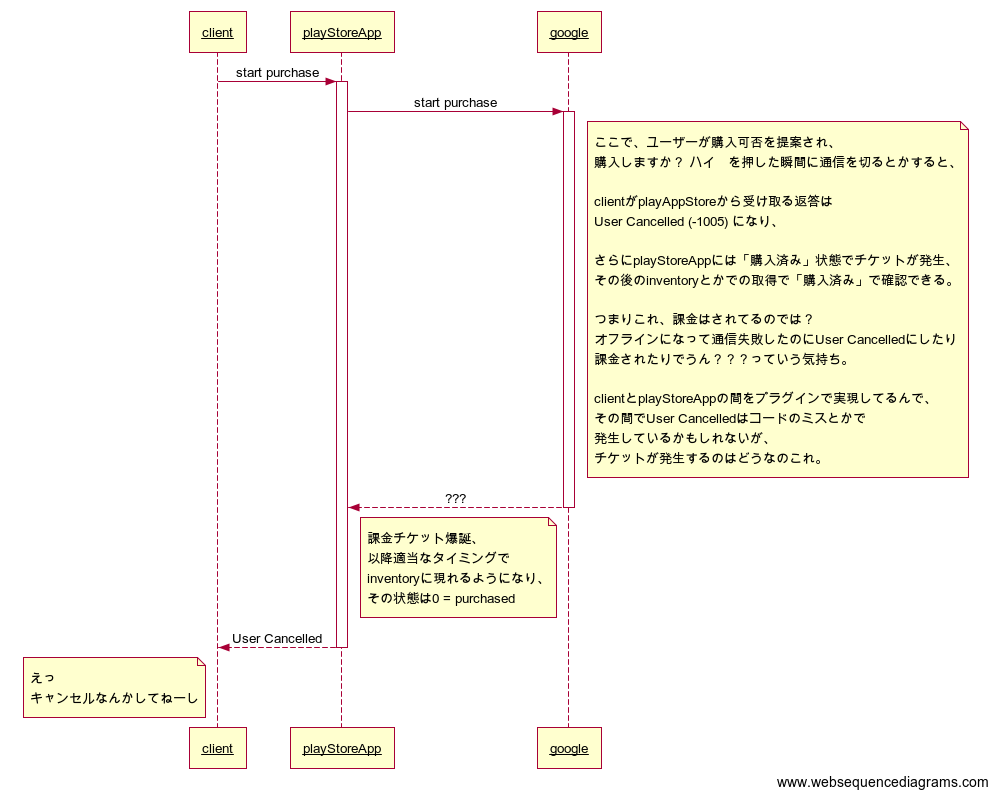 client
playStoreApp
google
start purchase
start purchase
ここで、ユーザーが購入可否を提案され、
購入しますか？ ハイ　を押した瞬間に通信を切るとかすると、
clientがplayAppStoreから受け取る返答は
User Cancelled (-1005) になり、
さらにplayStoreAppには「購入済み」状態でチケットが発生、
その後のinventoryとかでの取得で「購入済み」で確認できる。
つまりこれ、課金はされてるのでは？
オフラインになって通信失敗したのにUser Cancelledにしたり
課金されたりでうん？？？っていう気持ち。
clientとplayStoreAppの間をプラグインで実現してるんで、
その間でUser Cancelledはコードのミスとかで
発生しているかもしれないが、
チケットが発生するのはどうなのこれ。
???
課金チケット爆誕、
以降適当なタイミングで
inventoryに現れるようになり、
その状態は0 = purchased
User Cancelled
えっ
キャンセルなんかしてねーし
client
playStoreApp
google
www.websequencediagrams.com